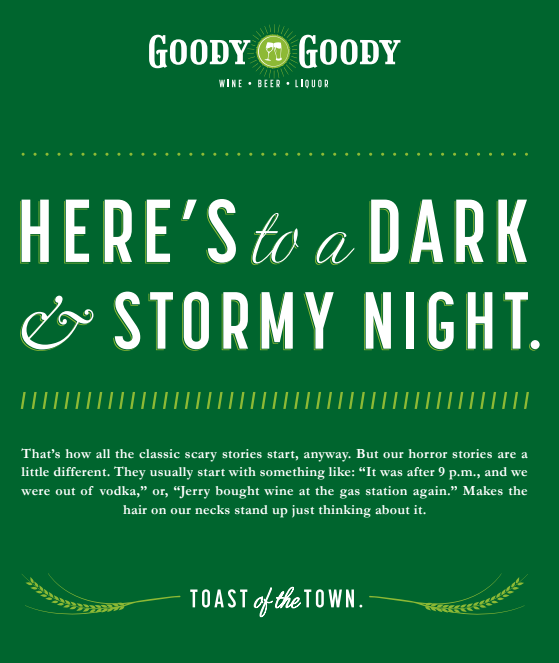 GOODY GOODY
WINE • BEER • LIQUOR
HERE'S to a DARK
& STORMY NIGHT.
That's how all the classic scary stories start, anyway. But our horror stories are a
little different. They usually start with something like: “It was after 9 p.m., and we
were out of vodka,” or, “Jerry bought wine at the gas station again.” Makes the
hair on our necks stand up just thinking about it.
TOAST of the TOWN.